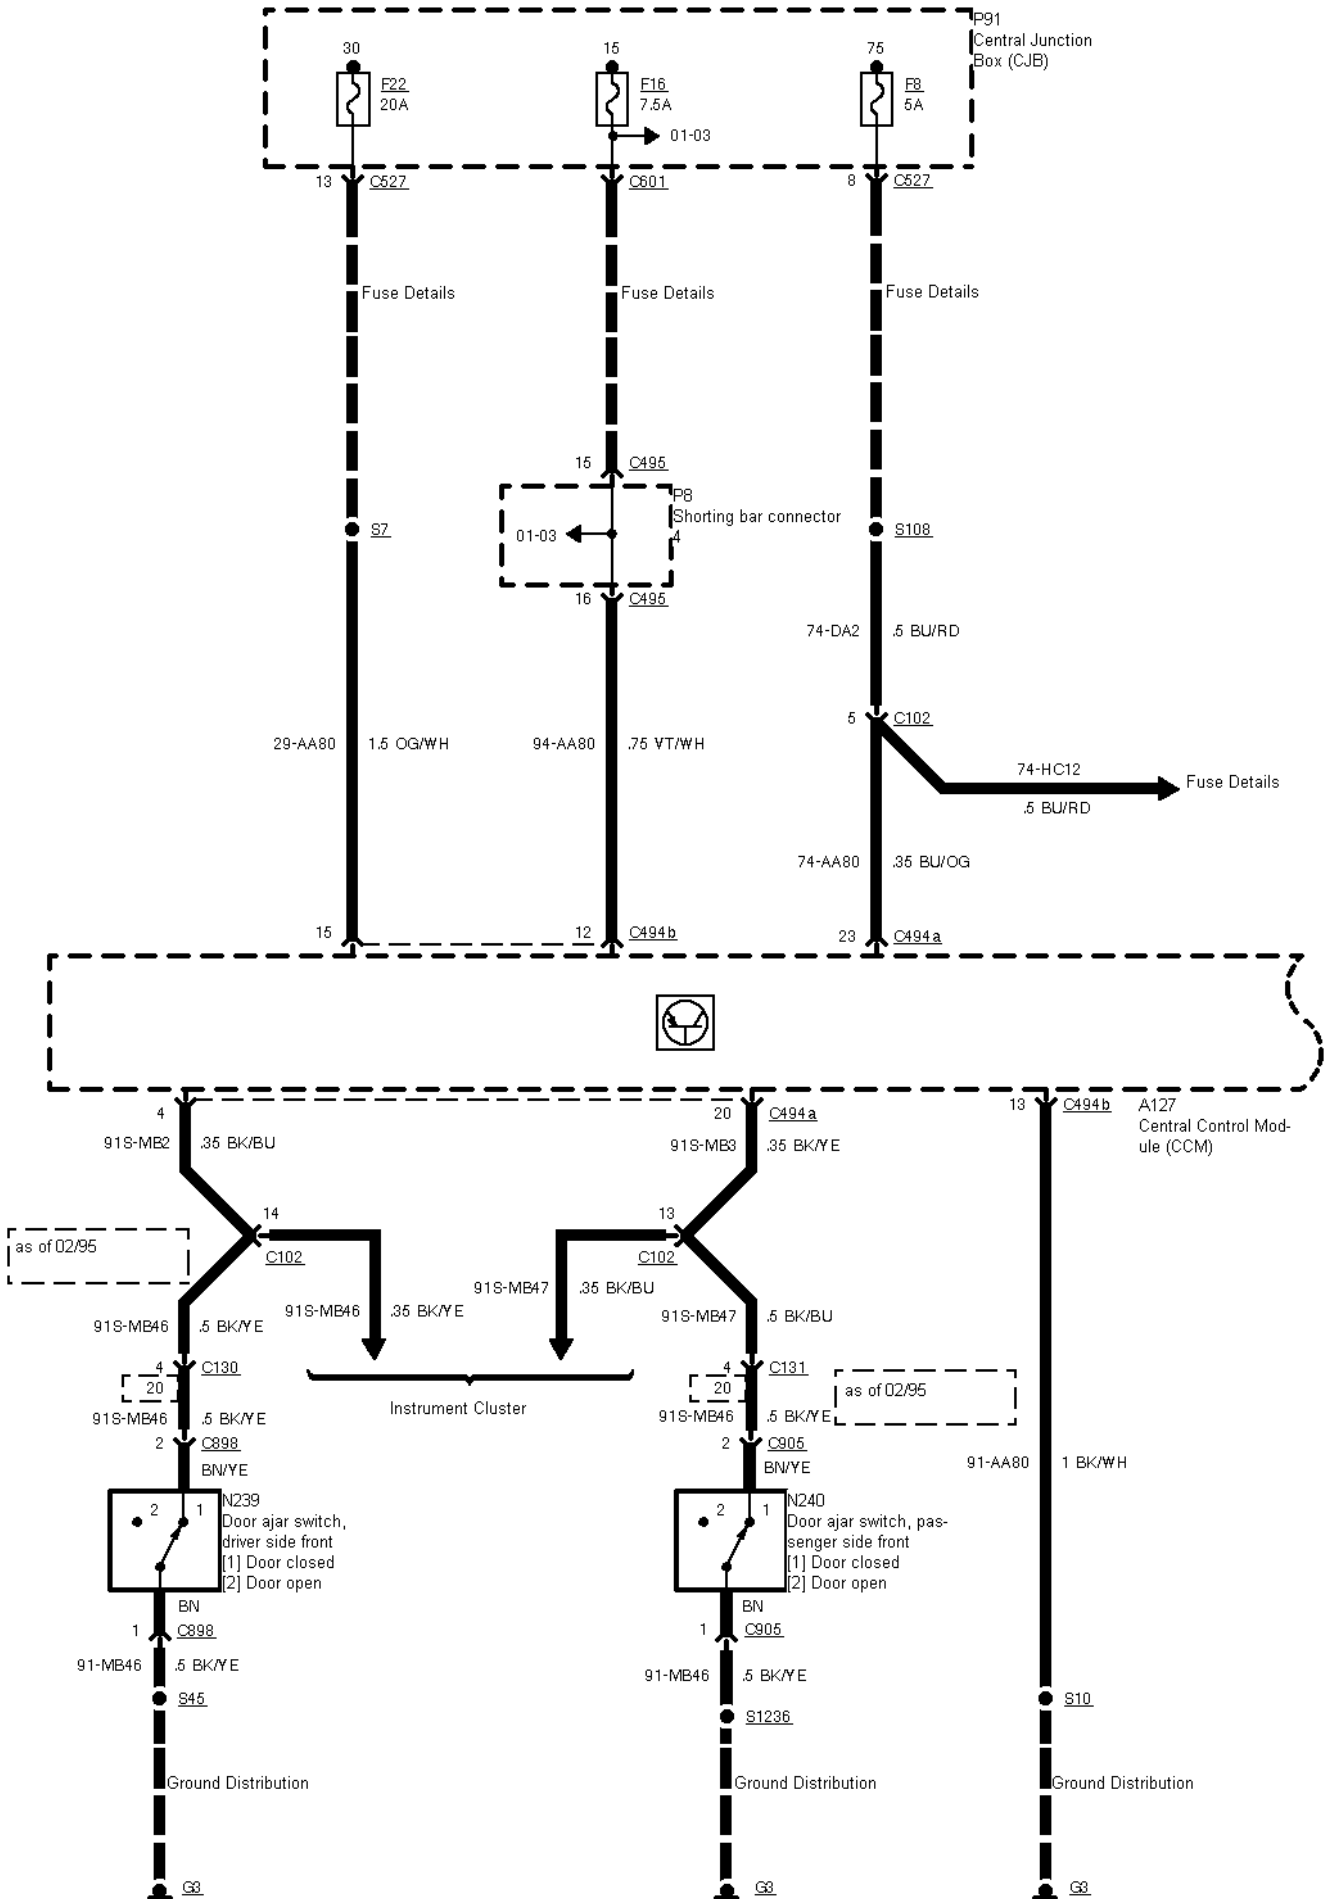 P91
Central Junction
Box (CJB)
30
15
75
F22
20A
F16
7.5A
F8
5A
01-03
13
C527
C601
8
C527
Fuse Details
Fuse Details
Fuse Details
15
C495
P8
Shorting bar connector
4
01-03
S7
S108
16
C495
74-DA2
.5 BU/RD
5
C102
29-AA80
1.5 OG/WH
94-AA80
.75 VT/WH
74-HC12
.5 BU/RD
Fuse Details
74-AA80
.35 BU/OG
15
12
C494b
23
C494a
4
20
C494a
13
C494b
A127
Central Control Mod-
ule (CCM)
91S-MB2
.35 BK/BU
91S-MB3
.35 BK/YE
14
C102
13
C102
as of 02/95
91S-MB46
.35 BK/YE
91S-MB47
.35 BK/BU
91S-MB46
.5 BK/YE
91S-MB47
.5 BK/BU
4
C130
20
4
C131
20
as of 02/95
Instrument Cluster
91S-MB46
.5 BK/YE
91S-MB46
.5 BK/YE
2
C898
2
C905
BN/YE
BN/YE
91-AA80
1 BK/WH
2
1
N239
Door ajar switch,
driver side front
[1] Door closed
[2] Door open
2
1
N240
Door ajar switch, pas-
senger side front
[1] Door closed
[2] Door open
BN
1
C898
BN
1
C905
91-MB46
.5 BK/YE
91-MB46
.5 BK/YE
S45
S1236
S10
Ground Distribution
Ground Distribution
Ground Distribution
G3
G3
G3